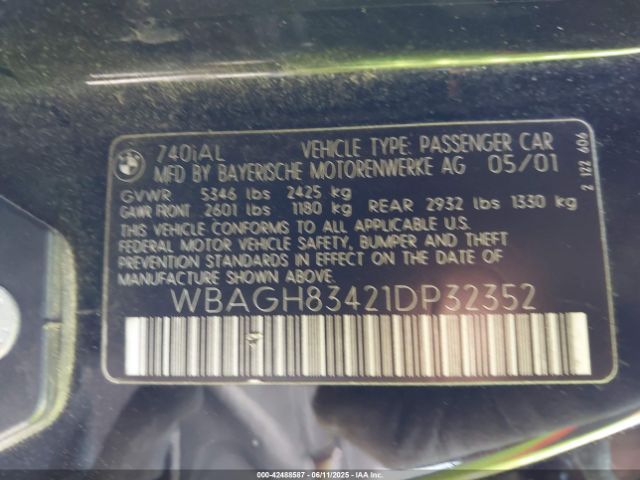 BMW
740iAL VEHICLE TYPE: PASSENGER CAR
MFD BY BAYERISCHE MOTORENWERKE AG 05/01
GVWR 5346 lbs 2425 kg
GAWR FRONT 2601 lbs 1180 kg REAR 2932 lbs 1330 kg
THIS VEHICLE CONFORMS TO ALL APPLICABLE U.S.
FEDERAL MOTOR VEHICLE SAFETY, BUMPER AND THEFT
PREVENTION STANDARDS IN EFFECT ON THE DATE OF
MANUFACTURE SHOWN ABOVE.
WBAGH83421DP32352
2 122 606
000-42488587 - 06/11/2025 - IAAI.COM